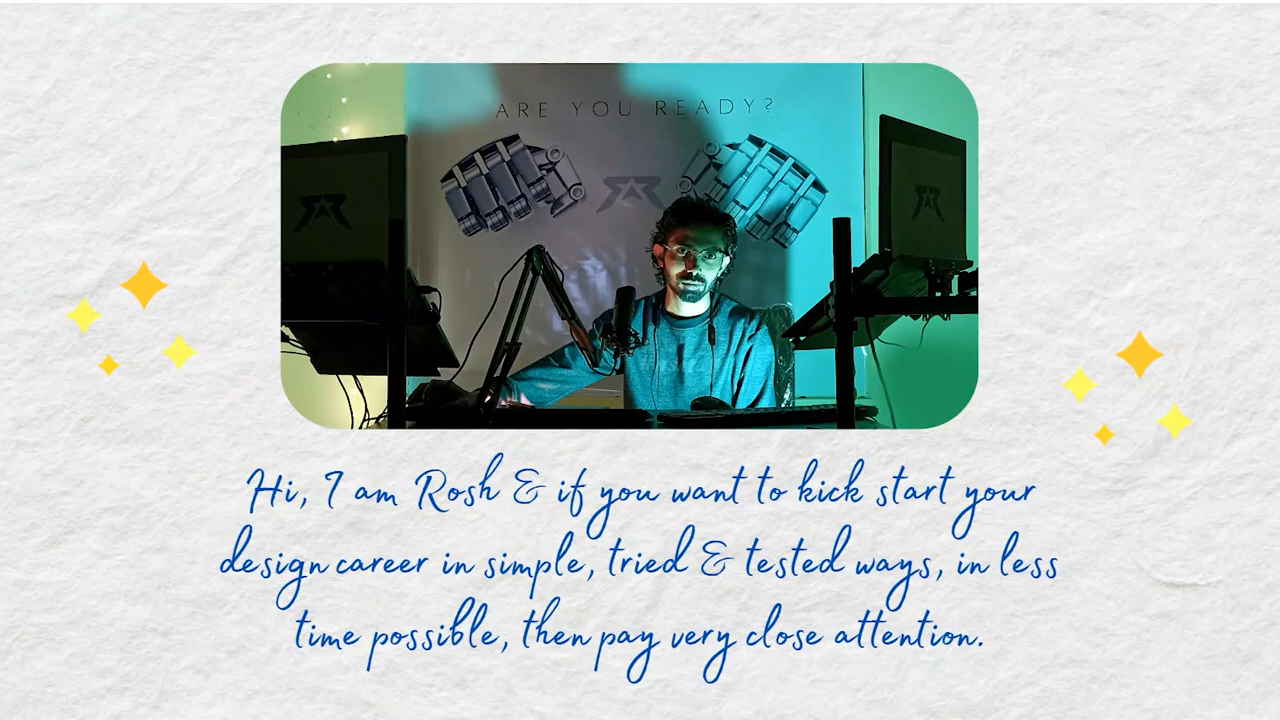 ARE YOU READY?
Hi, I am Rosh & if you want to kick start your
design career in simple, tried & tested ways, in less
time possible, then pay very close attention.